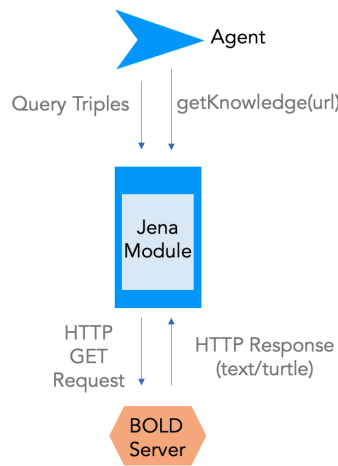 Agent
Query Triples
getKnowledge(url)
Jena
Module
HTTP
GET
Request
HTTP Response
(text/turtle)
BOLD
Server